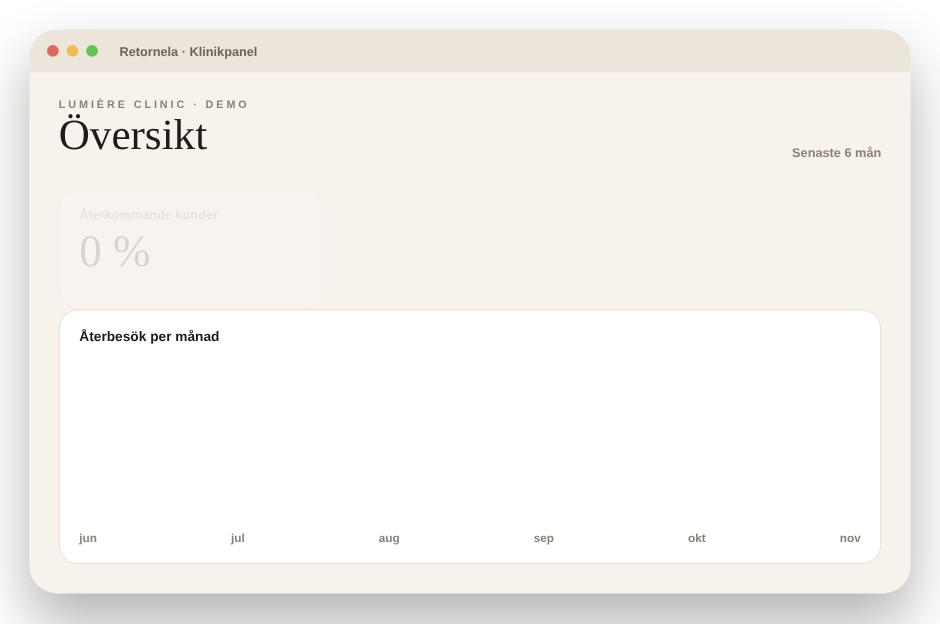 Retornela · Klinikpanel
LUMIÈRE CLINIC · DEMO
Översikt
Senaste 6 mån
Återkommande kunder
0 %
Återbesök per månad
jun jul aug sep okt nov